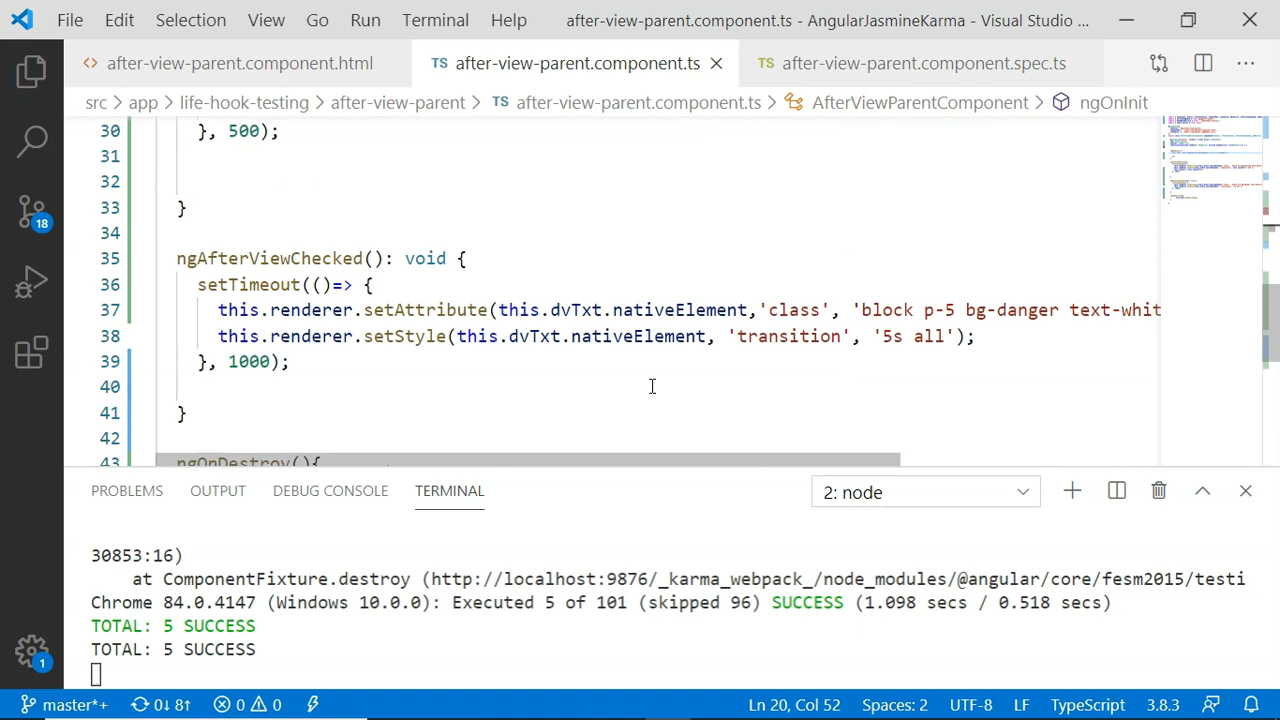 File Edit Selection View Go Run Terminal Help after-view-parent.component.ts - AngularJasmineKarma - Visual Studio ...
<> after-view-parent.component.html TS after-view-parent.component.ts TS after-view-parent.component.spec.ts
src > app > life-hook-testing > after-view-parent > TS after-view-parent.component.ts > AfterViewParentComponent > ngOnInit
30 }, 500);
31
32
33 }
34
35 ngAfterViewChecked(): void {
36 setTimeout(()=> {
37 this.renderer.setAttribute(this.dvTxt.nativeElement,'class', 'block p-5 bg-danger text-whit
38 this.renderer.setStyle(this.dvTxt.nativeElement, 'transition', '5s all');
39 }, 1000);
40
41 }
42
43 ngOnDestroy(){
18
PROBLEMS OUTPUT DEBUG CONSOLE TERMINAL 2: node
30853:16)
at ComponentFixture.destroy (http://localhost:9876/_karma_webpack_/node_modules/@angular/core/fesm2015/testi
Chrome 84.0.4147 (Windows 10.0.0): Executed 5 of 101 (skipped 96) SUCCESS (1.098 secs / 0.518 secs)
TOTAL: 5 SUCCESS
TOTAL: 5 SUCCESS
1
master*+ 0↓ 8↑ 0 0 Ln 20, Col 52 Spaces: 2 UTF-8 LF TypeScript 3.8.3